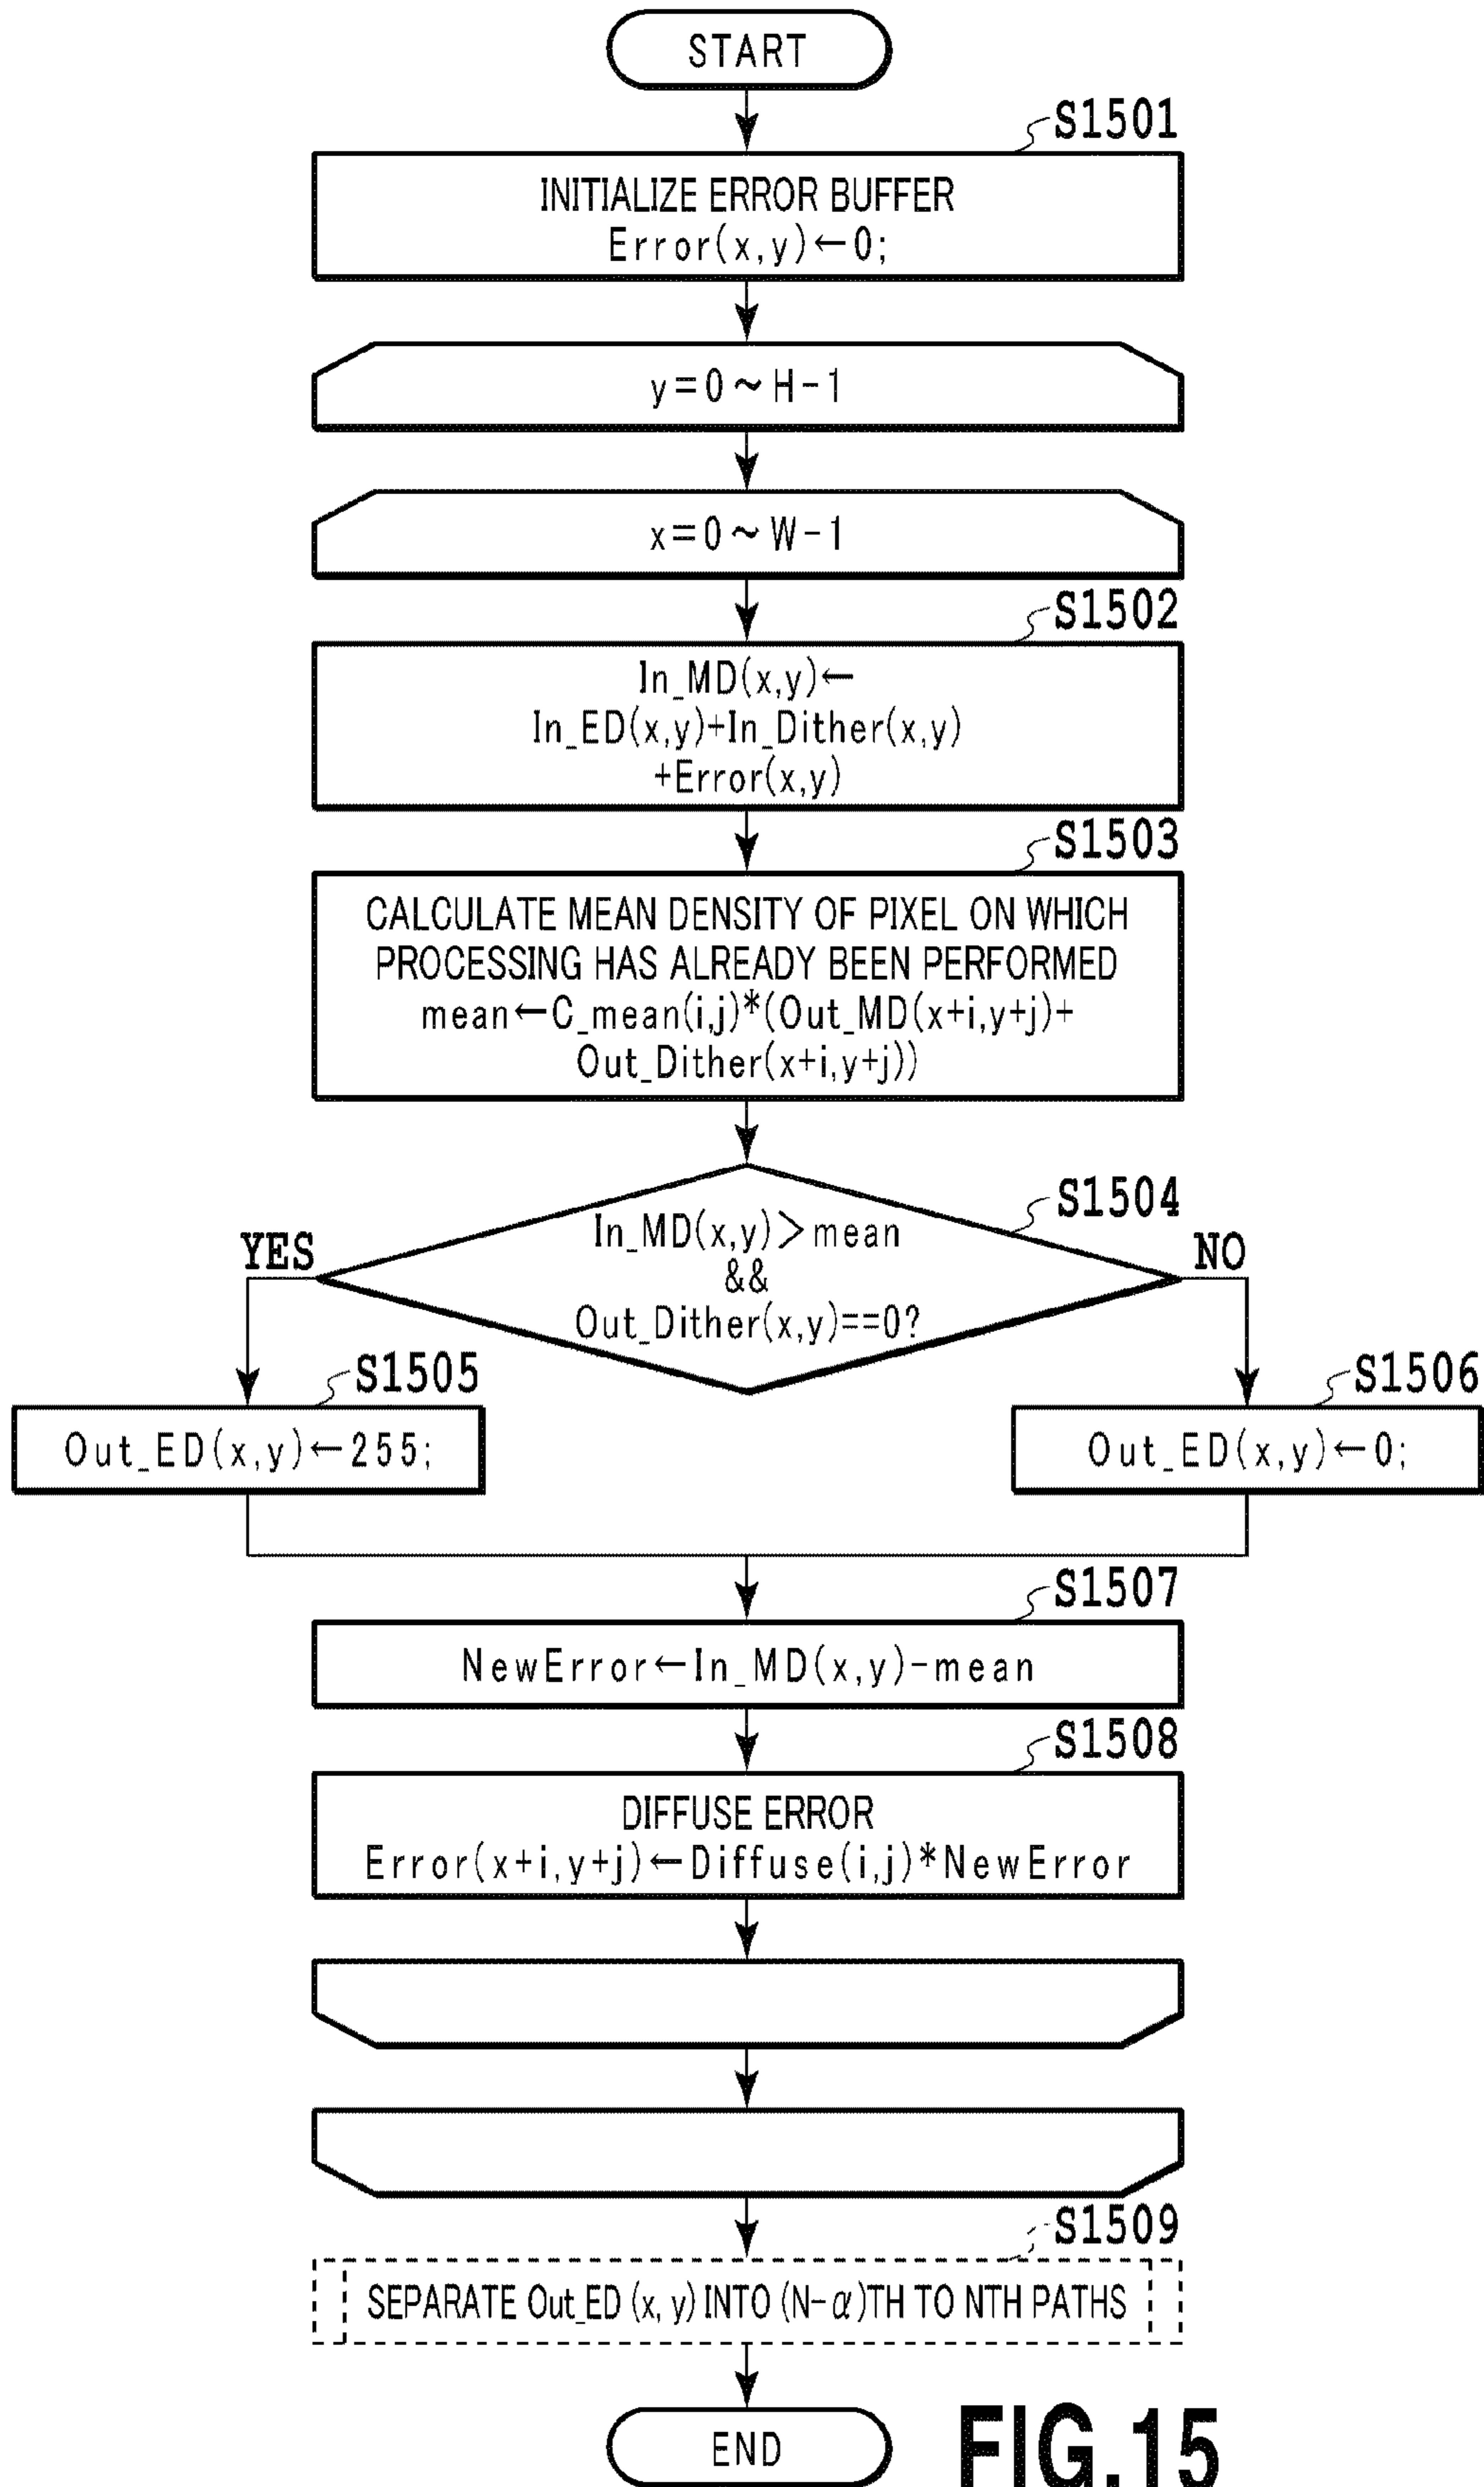 START
S1501
INITIALIZE ERROR BUFFER
Error(x,y)←0;
y=0~H-1
x=0~W-1
S1502
In_MD(x,y)←
In_ED(x,y)+In_Dither(x,y)
+Error(x,y)
S1503
CALCULATE MEAN DENSITY OF PIXEL ON WHICH
PROCESSING HAS ALREADY BEEN PERFORMED
mean←C_mean(i,j)*(Out_MD(x+i,y+j)+
Out_Dither(x+i,y+j))
S1504
In_MD(x,y)>mean
&&
Out_Dither(x,y)==0?
YES
NO
S1505
Out_ED(x,y)←255;
S1506
Out_ED(x,y)←0;
S1507
NewError←In_MD(x,y)-mean
S1508
DIFFUSE ERROR
Error(x+i,y+j)←Diffuse(i,j)*NewError
S1509
SEPARATE Out_ED (x, y) INTO (N-α)TH TO NTH PATHS
END
FIG.15